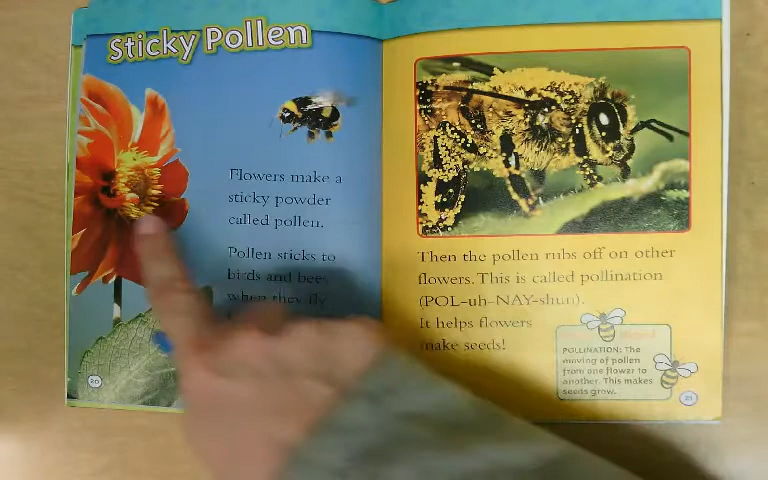 Sticky Pollen
Flowers make a
sticky powder
called pollen.
Pollen sticks to
birds and bees
when they fly
20
Then the pollen rubs off on other
flowers. This is called pollination
(POL-uh-NAY-shun).
It helps flowers
make seeds!
POLLINATION: The
moving of pollen
from one flower to
another. This makes
seeds grow.
21